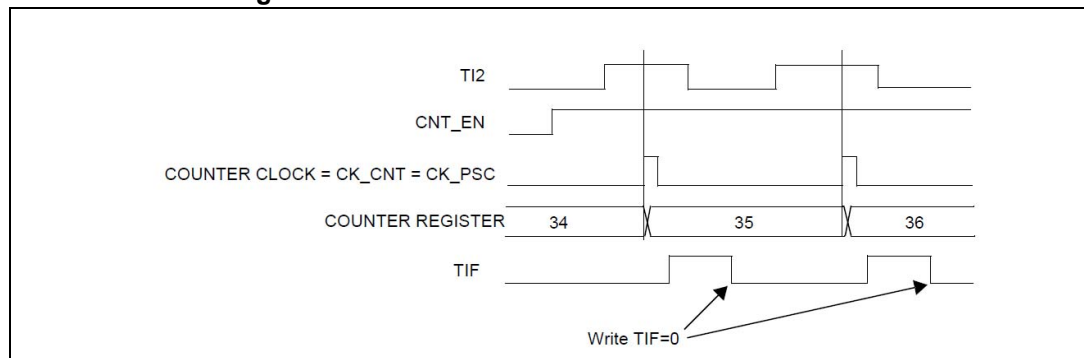 TI2
CNT_EN
COUNTER CLOCK = CK_CNT = CK_PSC
COUNTER REGISTER 34 35 36
TIF
Write TIF=0